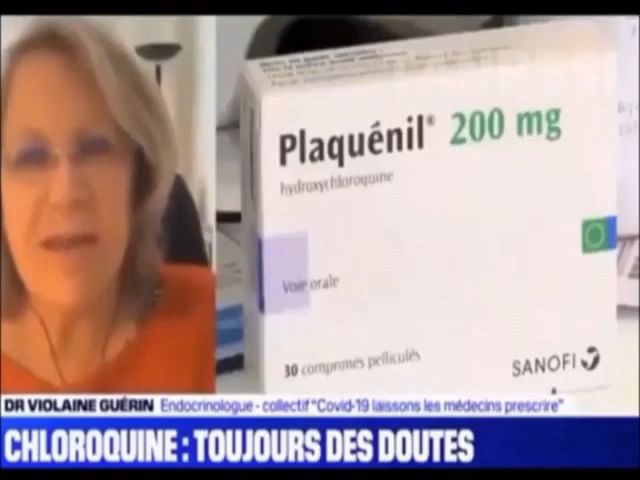 Plaquénil® 200 mg
hydroxychloroquine
Voie orale
30 comprimés pelliculés
SANOFI
DR VIOLAINE GUÉRIN Endocrinologue - collectif "Covid-19 laissons les médecins prescrire"
CHLOROQUINE : TOUJOURS DES DOUTES